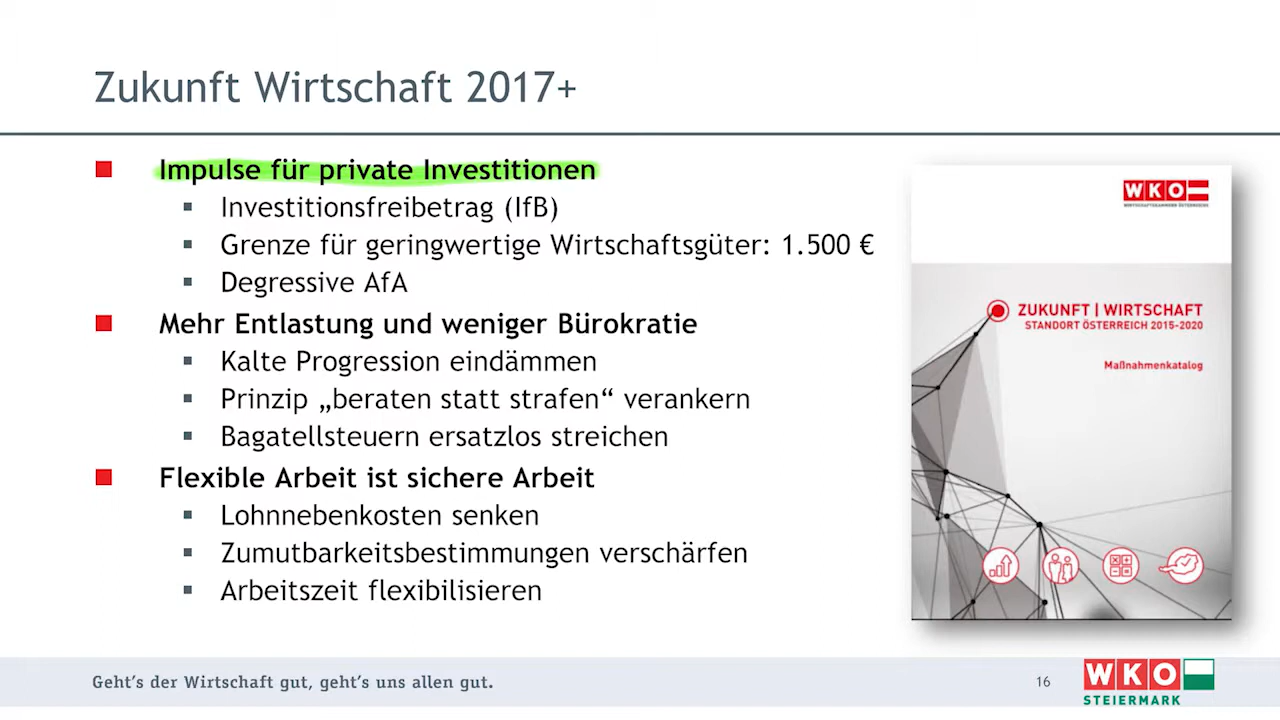 Zukunft Wirtschaft 2017+
Impulse für private Investitionen
Investitionsfreibetrag (IfB)
Grenze für geringwertige Wirtschaftsgüter: 1.500 €
Degressive AfA
Mehr Entlastung und weniger Bürokratie
Kalte Progression eindämmen
Prinzip „beraten statt strafen“ verankern
Bagatellsteuern ersatzlos streichen
Flexible Arbeit ist sichere Arbeit
Lohnnebenkosten senken
Zumutbarkeitsbestimmungen verschärfen
Arbeitszeit flexibilisieren
WKO
WIRTSCHAFTSKAMMER ÖSTERREICH
ZUKUNFT | WIRTSCHAFT
STANDORT ÖSTERREICH 2015-2020
Maßnahmenkatalog
Geht’s der Wirtschaft gut, geht’s uns allen gut.
16
WKO
STEIERMARK